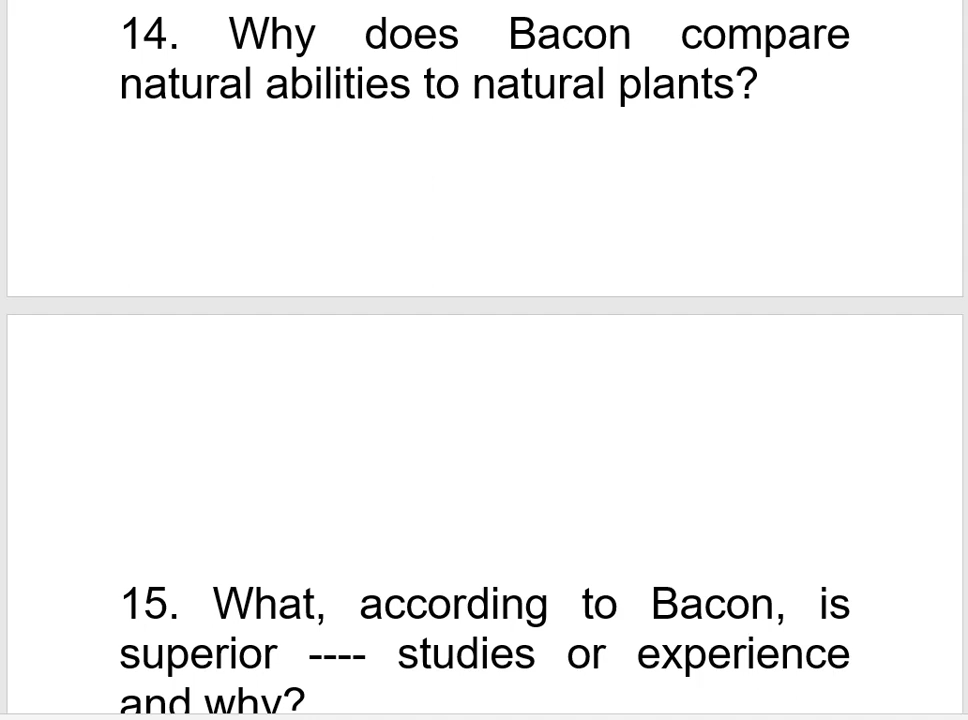 14. Why does Bacon compare
natural abilities to natural plants?
15. What, according to Bacon, is
superior ---- studies or experience
and why?